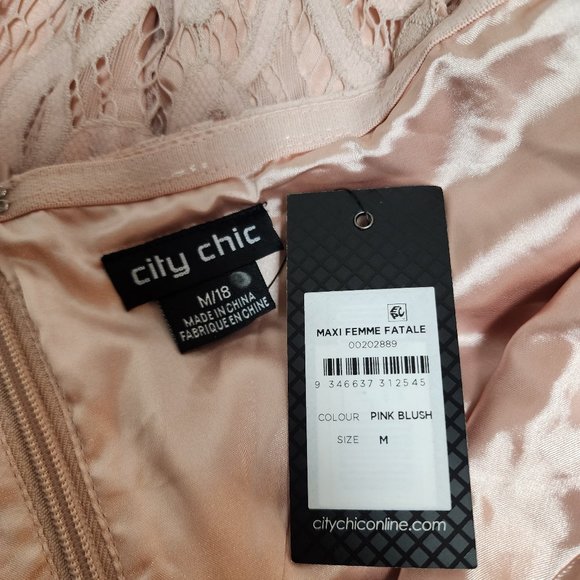 city chic
M/18
MADE IN CHINA
FABRIQUE EN CHINE
MAXI FEMME FATALE
00202889
9 346637 312545
COLOUR PINK BLUSH
SIZE M
citychiconline.com